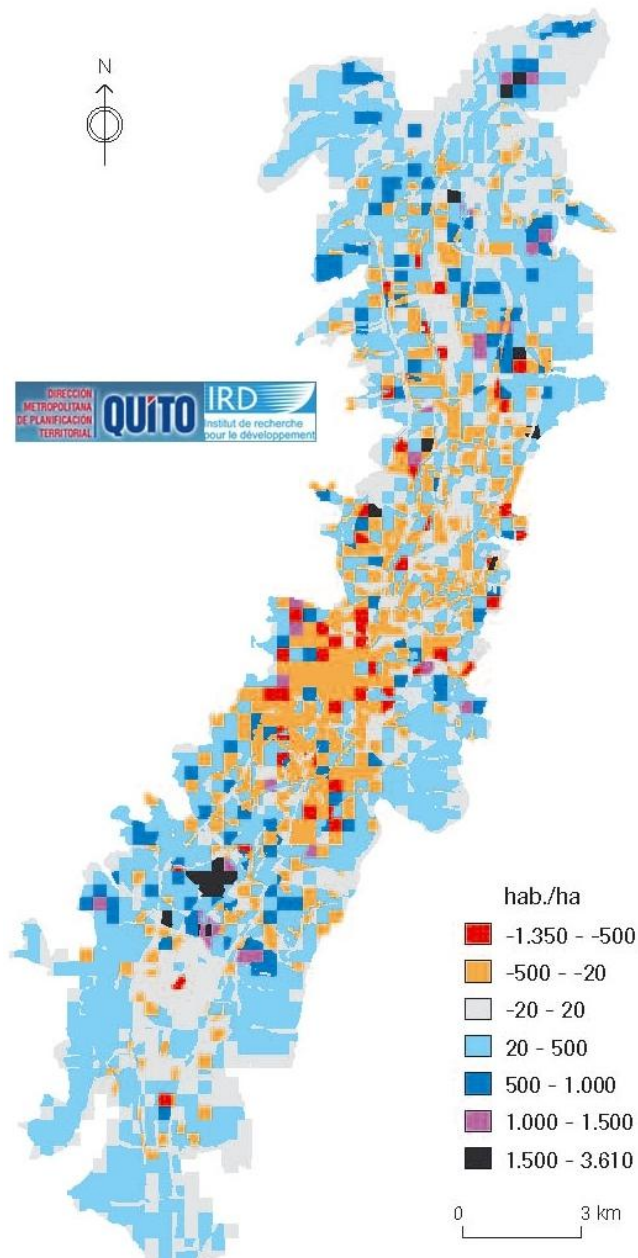 N
DIRECCIÓN
METROPOLITANA
DE PLANIFICACIÓN
TERRITORIAL
QUITO
IRD
Institut de recherche
pour le développement
hab./ha
-1.350 - -500
-500 - -20
-20 - 20
20 - 500
500 - 1.000
1.000 - 1.500
1.500 - 3.610
0 3 km